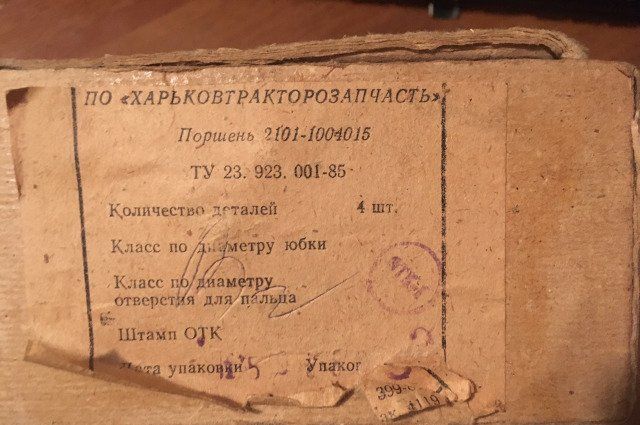 ПО «ХАРЬКОВТРАКТОРОЗАПЧАСТЬ»
Поршень 2101-1004015
ТУ 23. 923. 001-85
Количество деталей 4 шт.
Класс по диаметру юбки
Класс по диаметру
отверстия для пальца
Штамп ОТК
упаковки